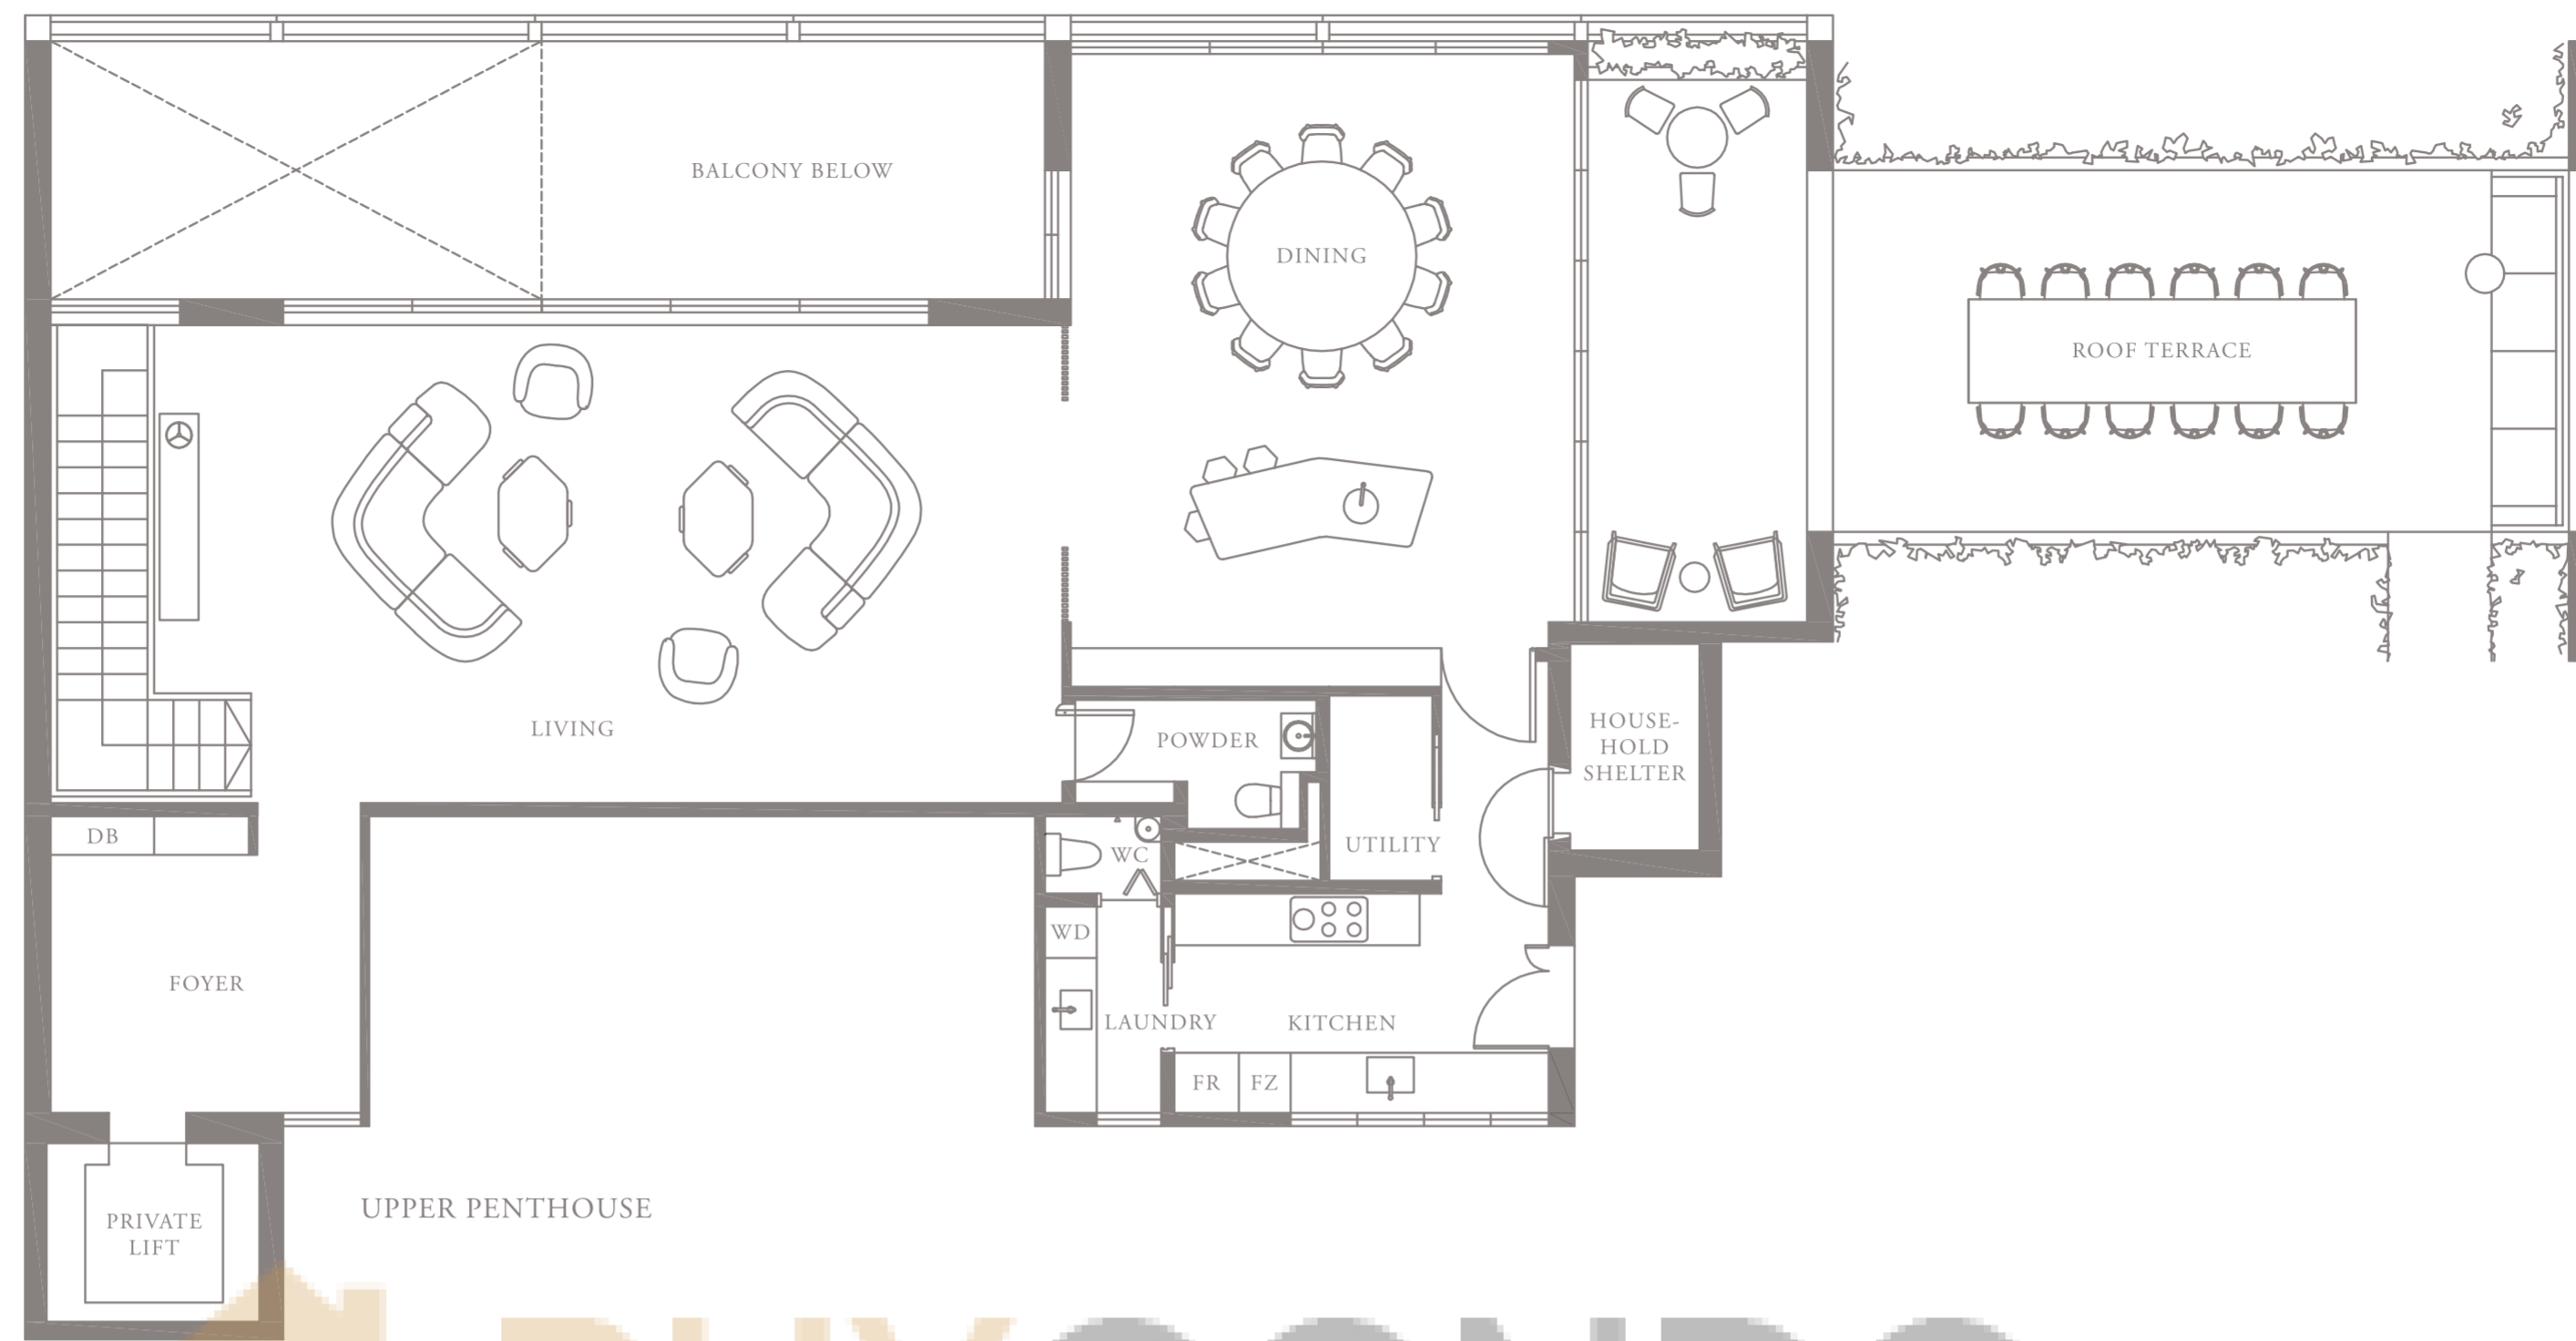 BALCONY BELOW
DINING
ROOF TERRACE
LIVING
POWDER
HOUSE-
HOLD
SHELTER
DB
WC
UTILITY
WD
FOYER
LAUNDRY
KITCHEN
FR
FZ
UPPER PENTHOUSE
PRIVATE
LIFT